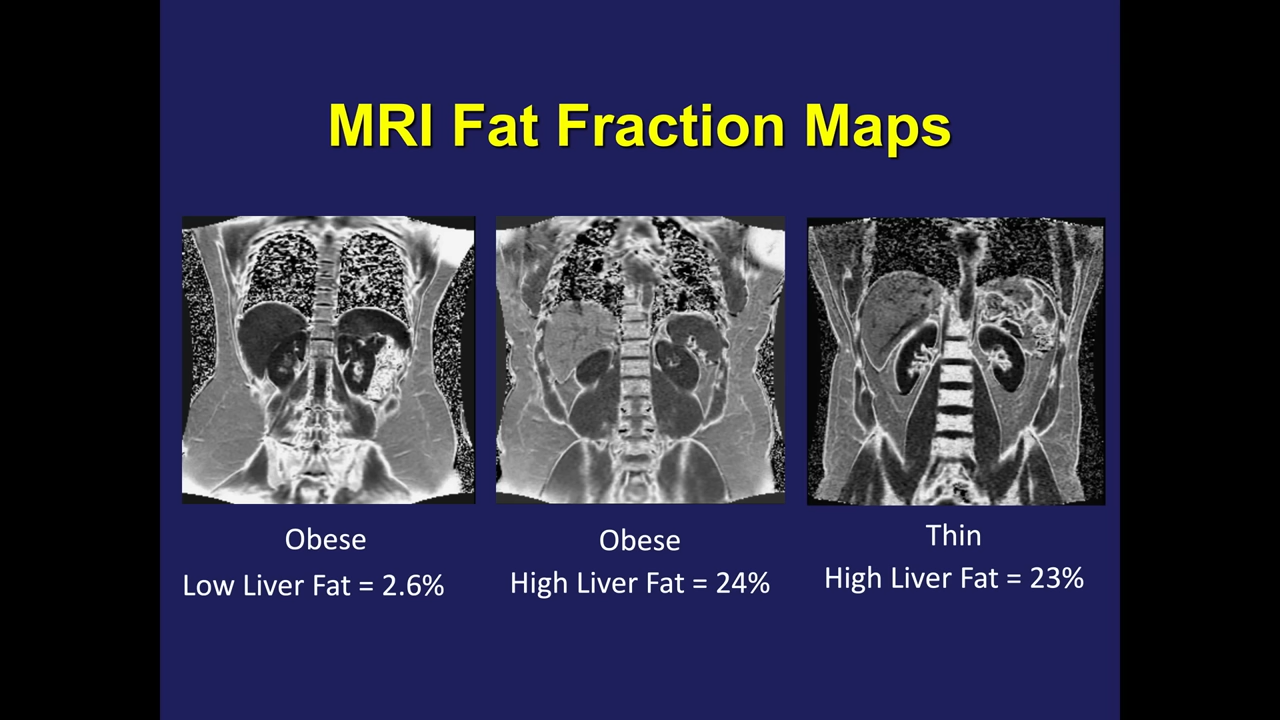 MRI Fat Fraction Maps
Obese
Low Liver Fat = 2.6%
Obese
High Liver Fat = 24%
Thin
High Liver Fat = 23%